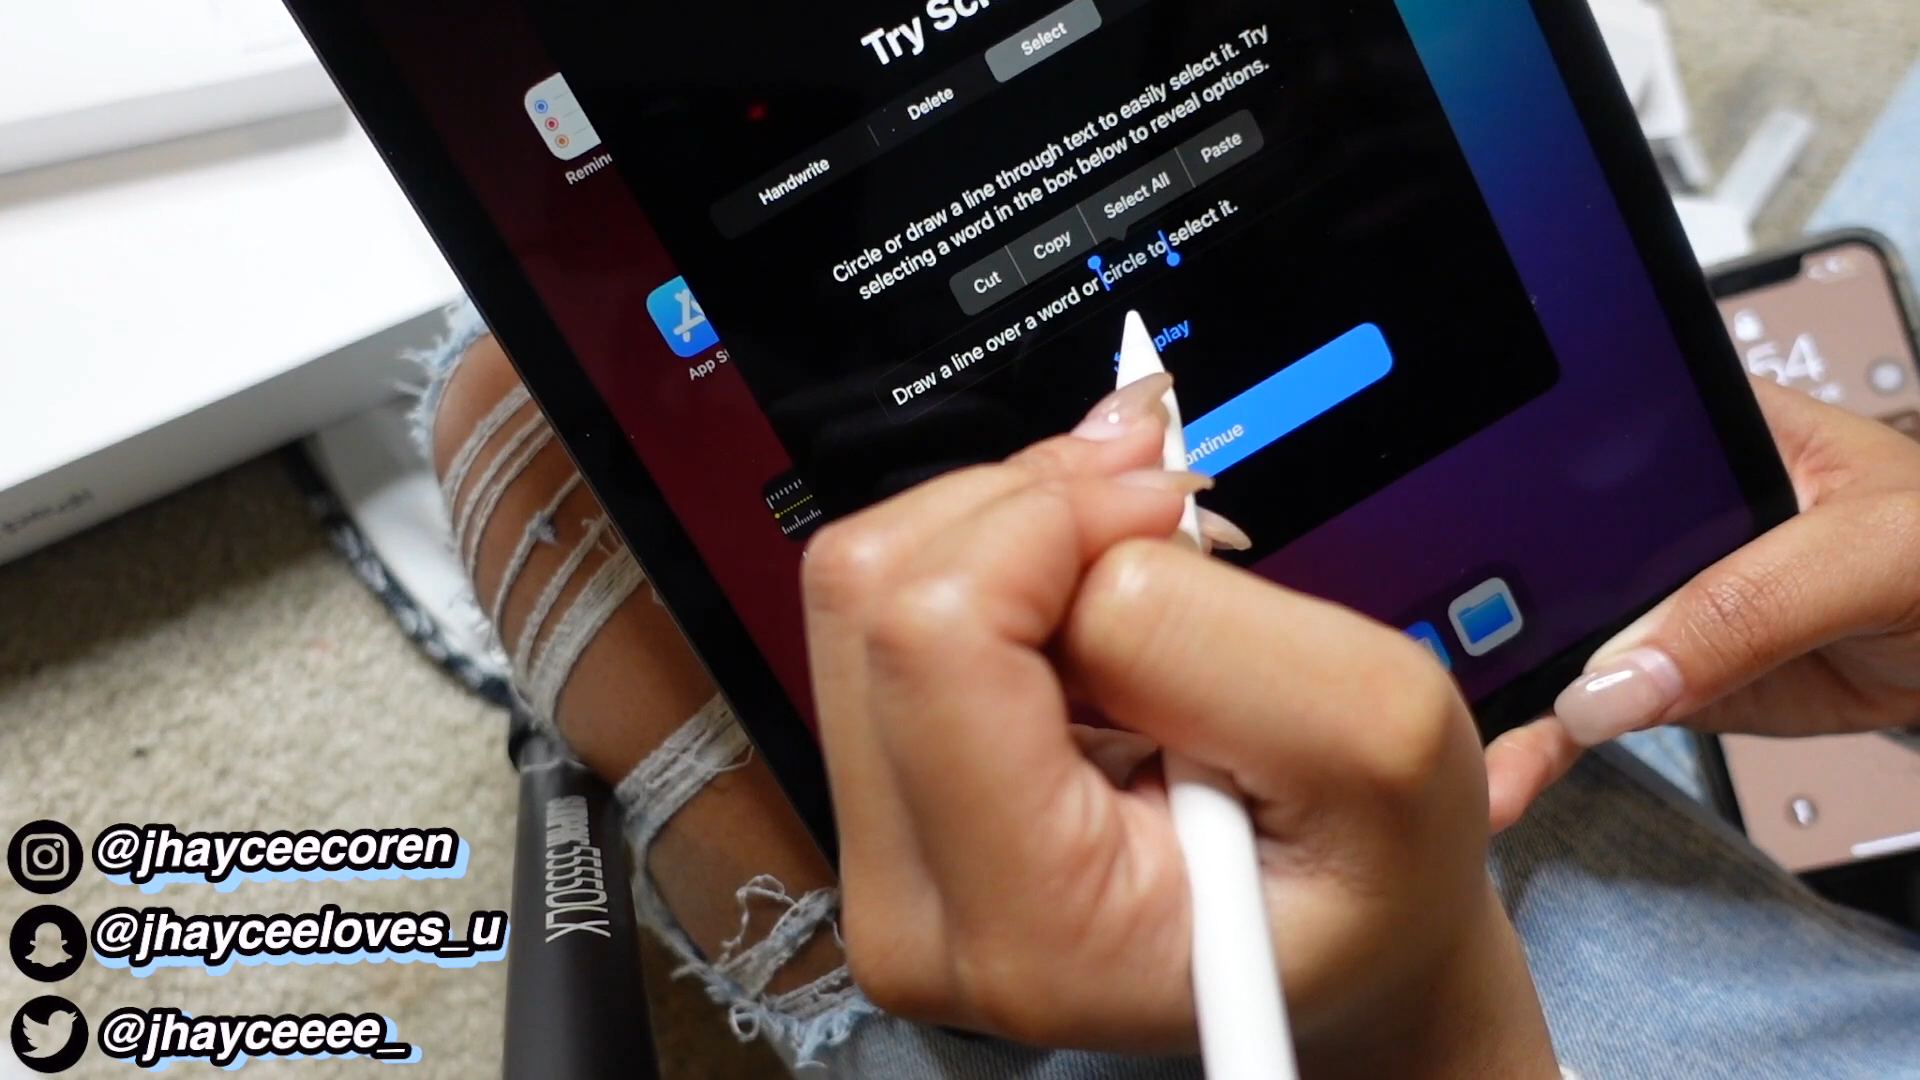 Try
Select
Delete
Handwrite
Circle or draw a line through text to easily select it. Try
selecting a word in the box below to reveal options.
Paste
Select All
Copy
Cut
Draw a line over a word or circle to select it.
play
ontinue
Remin
App S
54
@jhayceecoren
@jhayceeloves_u
@jhayceeee_